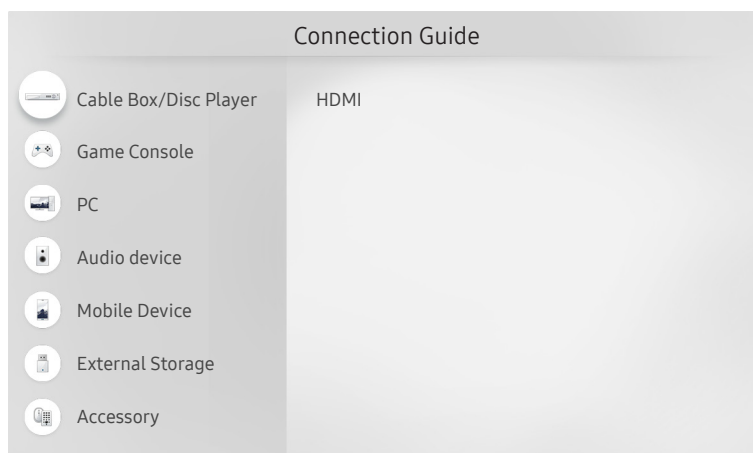 Connection Guide
Cable Box/Disc Player
HDMI
Game Console
PC
Audio device
Mobile Device
External Storage
Accessory